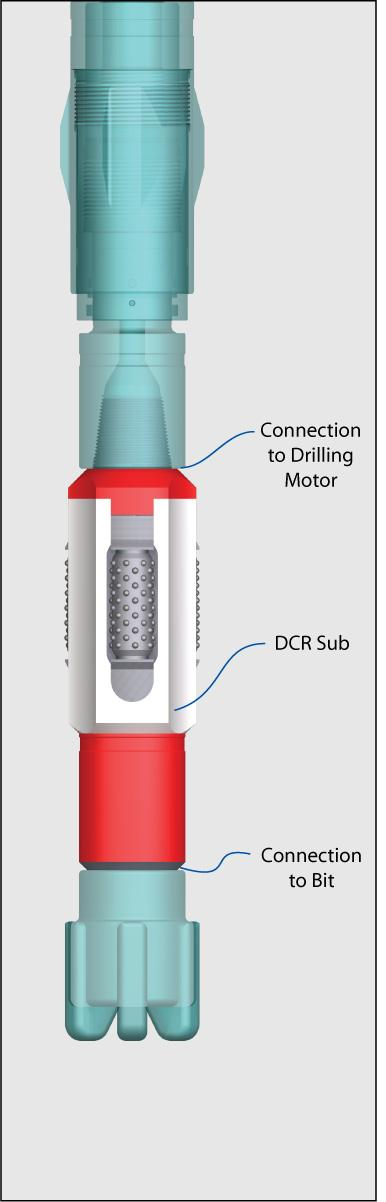 Connection
to Drilling
Motor
DCR Sub
Connection
to Bit